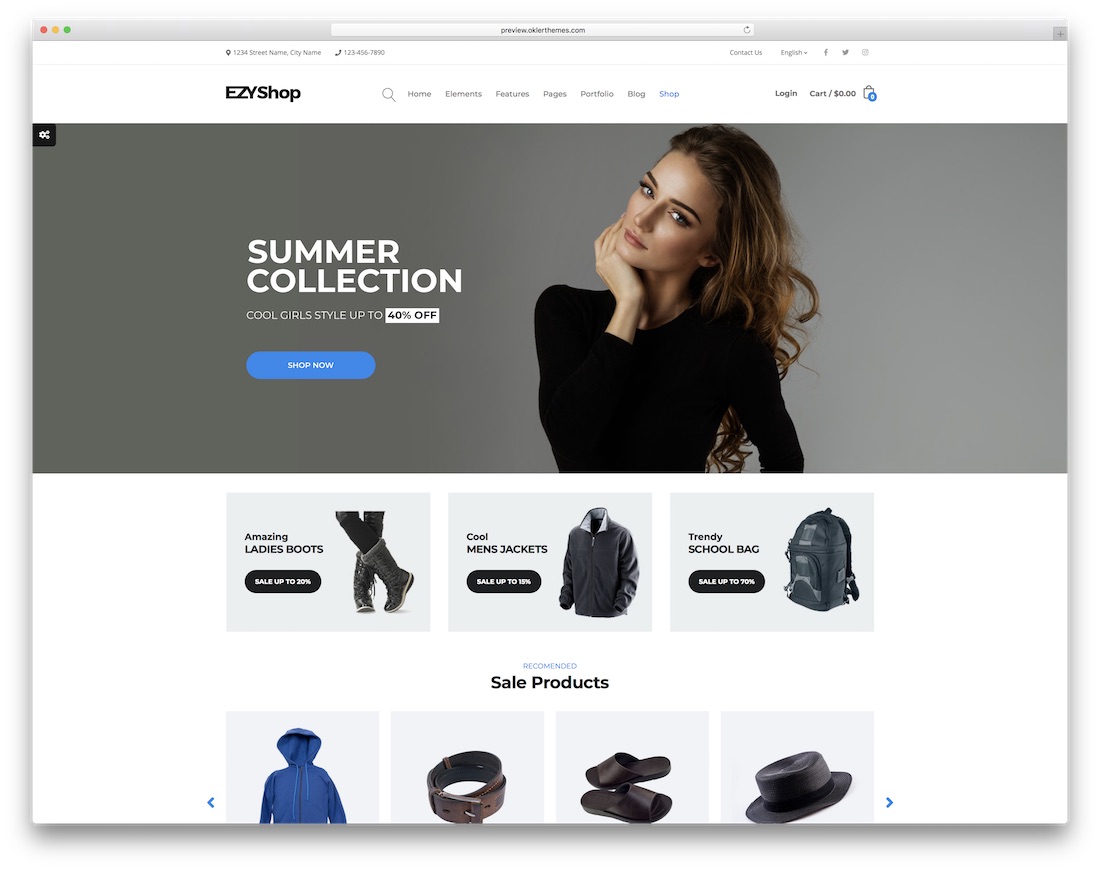 preview.oklerthemes.com
1234 Street Name, City Name 123-456-7890 Contact Us English
EZYShop Home Elements Features Pages Portfolio Blog Shop Login Cart / $0.00 0
SUMMER
COLLECTION
COOL GIRLS STYLE UP TO 40% OFF
SHOP NOW
Amazing
LADIES BOOTS
SALE UP TO 20%
Cool
MENS JACKETS
SALE UP TO 15%
Trendy
SCHOOL BAG
SALE UP TO 70%
RECOMENDED
Sale Products